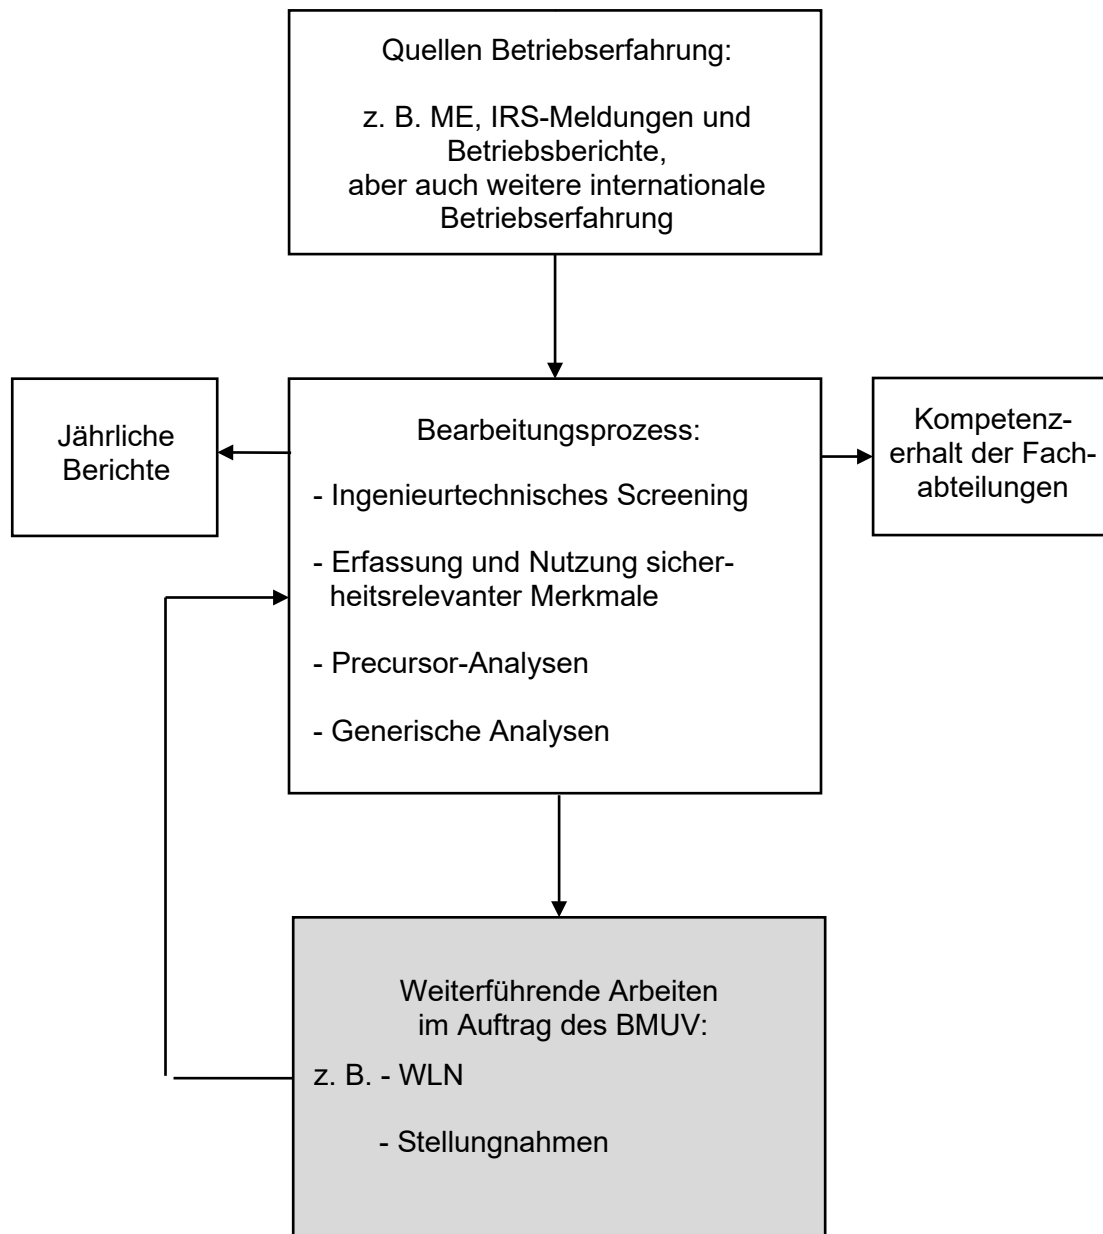 Quellen Betriebserfahrung:
z. B. ME, IRS-Meldungen und
Betriebsberichte,
aber auch weitere internationale
Betriebserfahrung
Jährliche
Berichte
Bearbeitungsprozess:
- Ingenieurtechnisches Screening
- Erfassung und Nutzung sicher-
heitsrelevanter Merkmale
- Precursor-Analysen
- Generische Analysen
Kompetenz-
erhalt der Fach-
abteilungen
Weiterführende Arbeiten
im Auftrag des BMUV:
z. B. - WLN
- Stellungnahmen